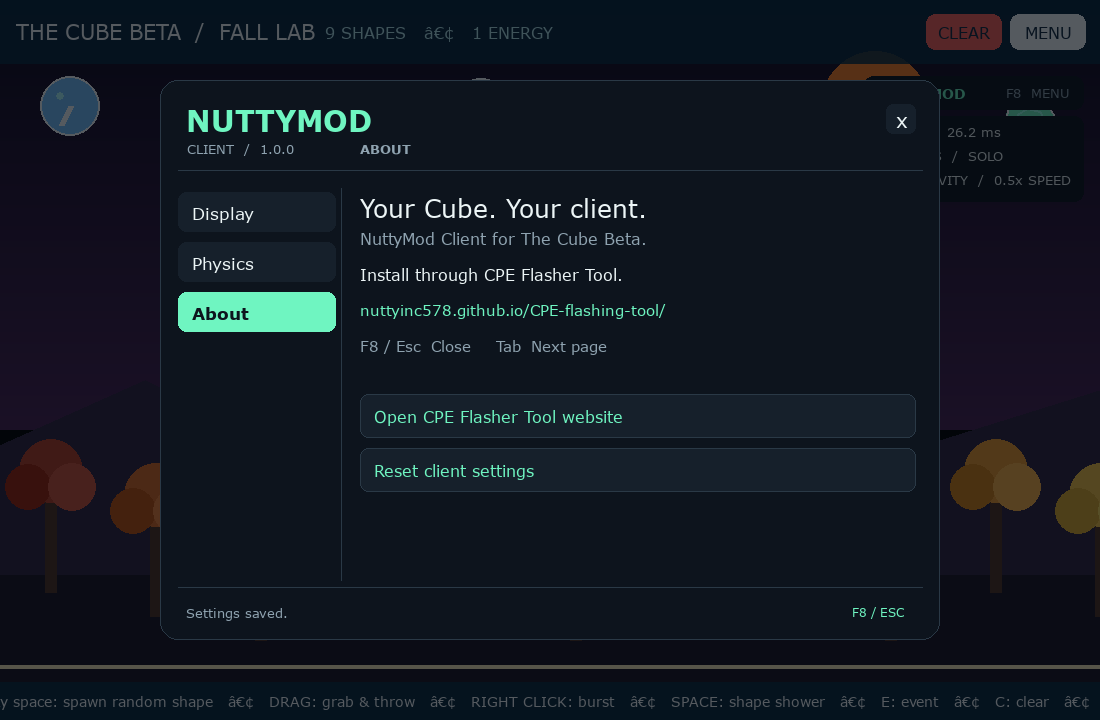 THE CUBE BETA / FALL LAB 9 SHAPES • 1 ENERGY CLEAR MENU
MOD F8 MENU
26.2 ms
/ SOLO
VITY / 0.5x SPEED
NUTTYMOD
X
CLIENT / 1.0.0 ABOUT
Display
Physics
About
Your Cube. Your client.
NuttyMod Client for The Cube Beta.
Install through CPE Flasher Tool.
nuttyinc578.github.io/CPE-flashing-tool/
F8 / Esc Close Tab Next page
Open CPE Flasher Tool website
Reset client settings
Settings saved.
F8 / ESC
y space: spawn random shape • DRAG: grab & throw • RIGHT CLICK: burst • SPACE: shape shower • E: event • C: clear •